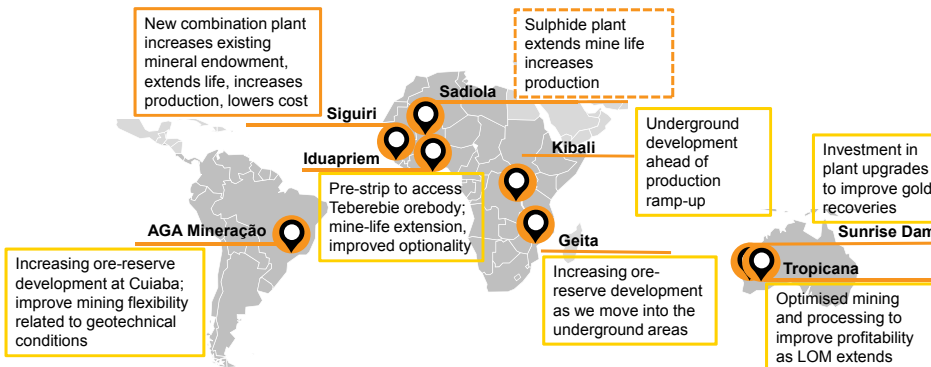 New combination plant
increases existing
mineral endowment,
extends life, increases
production, lowers cost
Sulphide plant
extends mine life
increases
production
Sadiola
Siguiri
Iduapriem
Kibali
Underground
development
ahead of
production
ramp-up
Investment in
plant upgrades
to improve gold
recoveries
Pre-strip to access
Teberebie orebody;
mine-life extension,
improved optionality
AGA Mineração
Increasing ore-reserve
development at Cuiaba;
improve mining flexibility
related to geotechnical
conditions
Geita
Increasing ore-
reserve development
as we move into the
underground areas
Sunrise Dam
Tropicana
Optimised mining
and processing to
improve profitability
as LOM extends